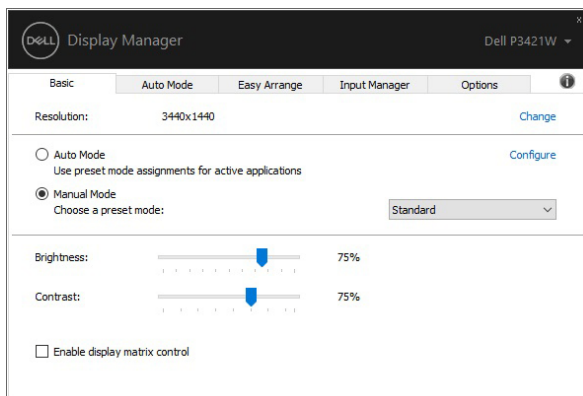 DELL Display Manager Dell P3421W
Basic Auto Mode Easy Arrange Input Manager Options
Resolution: 3440x1440 Change
Auto Mode Configure
Use preset mode assignments for active applications
Manual Mode
Choose a preset mode: Standard
Brightness: 75%
Contrast: 75%
Enable display matrix control